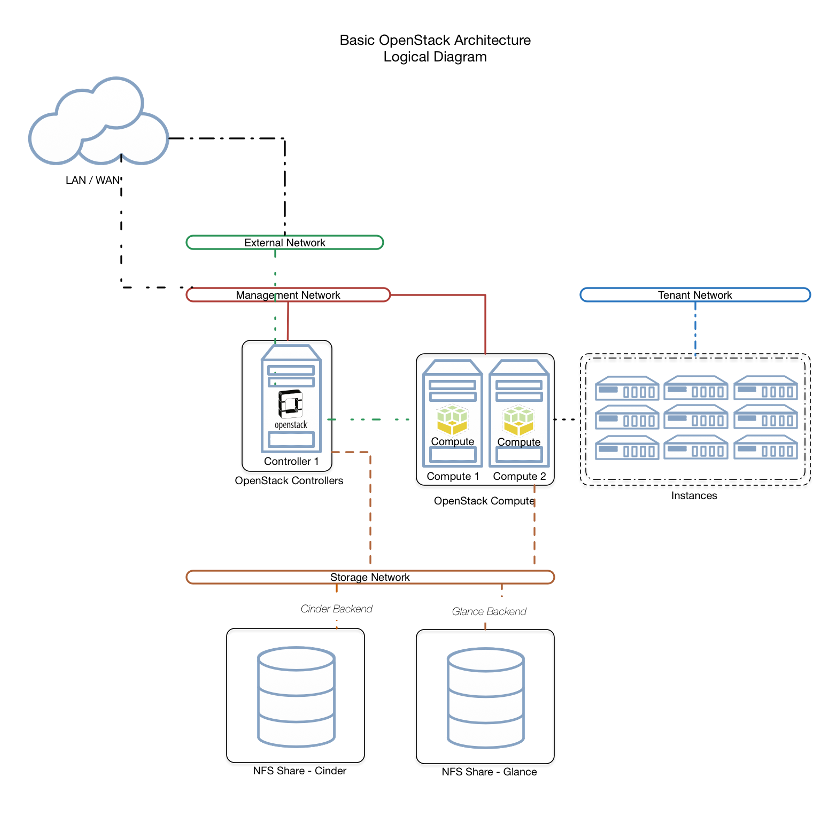 Basic OpenStack Architecture
Logical Diagram
LAN / WAN
External Network
Management Network
Tenant Network
openstack
Compute
Compute
Controller 1
Compute 1
Compute 2
OpenStack Controllers
OpenStack Compute
Instances
Storage Network
Cinder Backend
Glance Backend
NFS Share - Cinder
NFS Share - Glance